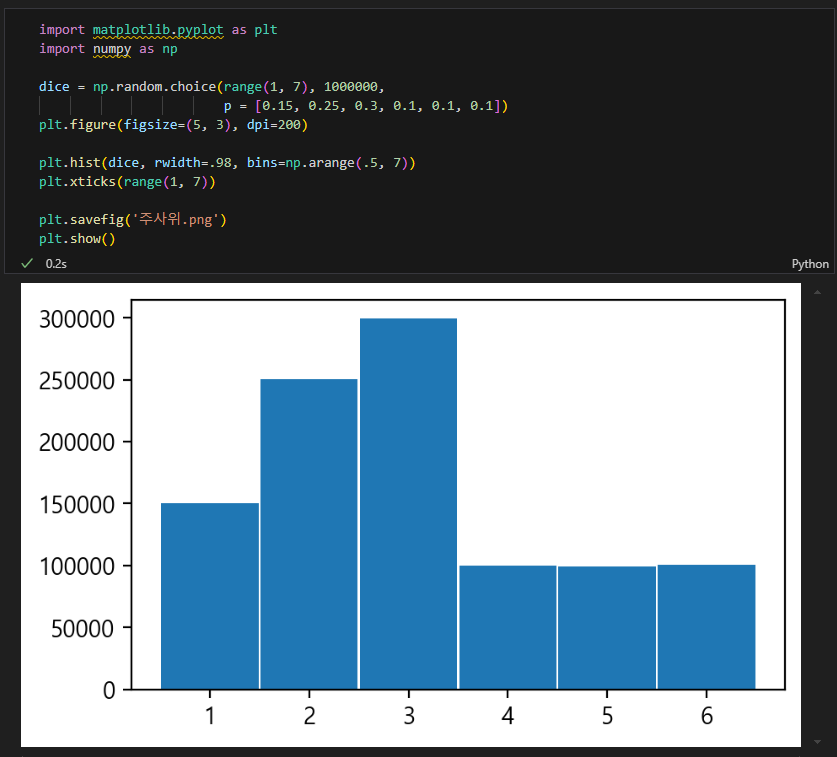 import matplotlib.pyplot as plt
import numpy as np
dice = np.random.choice(range(1, 7), 1000000,
p = [0.15, 0.25, 0.3, 0.1, 0.1, 0.1])
plt.figure(figsize=(5, 3), dpi=200)
plt.hist(dice, rwidth=.98, bins=np.arange(.5, 7))
plt.xticks(range(1, 7))
plt.savefig('주사위.png')
plt.show()
0.2s
Python
300000
250000
200000
150000
100000
50000
0
1 2 3 4 5 6